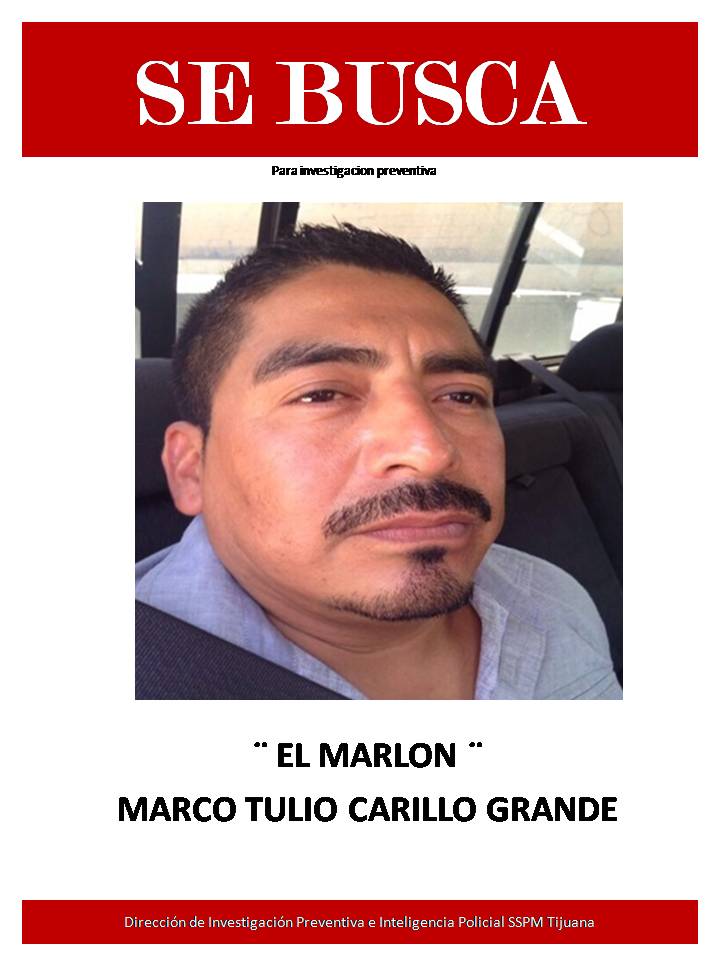 SE BUSCA
Para investigacion preventiva
¨ EL MARLON ¨
MARCO TULIO CARILLO GRANDE
Dirección de Investigación Preventiva e Inteligencia Policial SSPM Tijuana